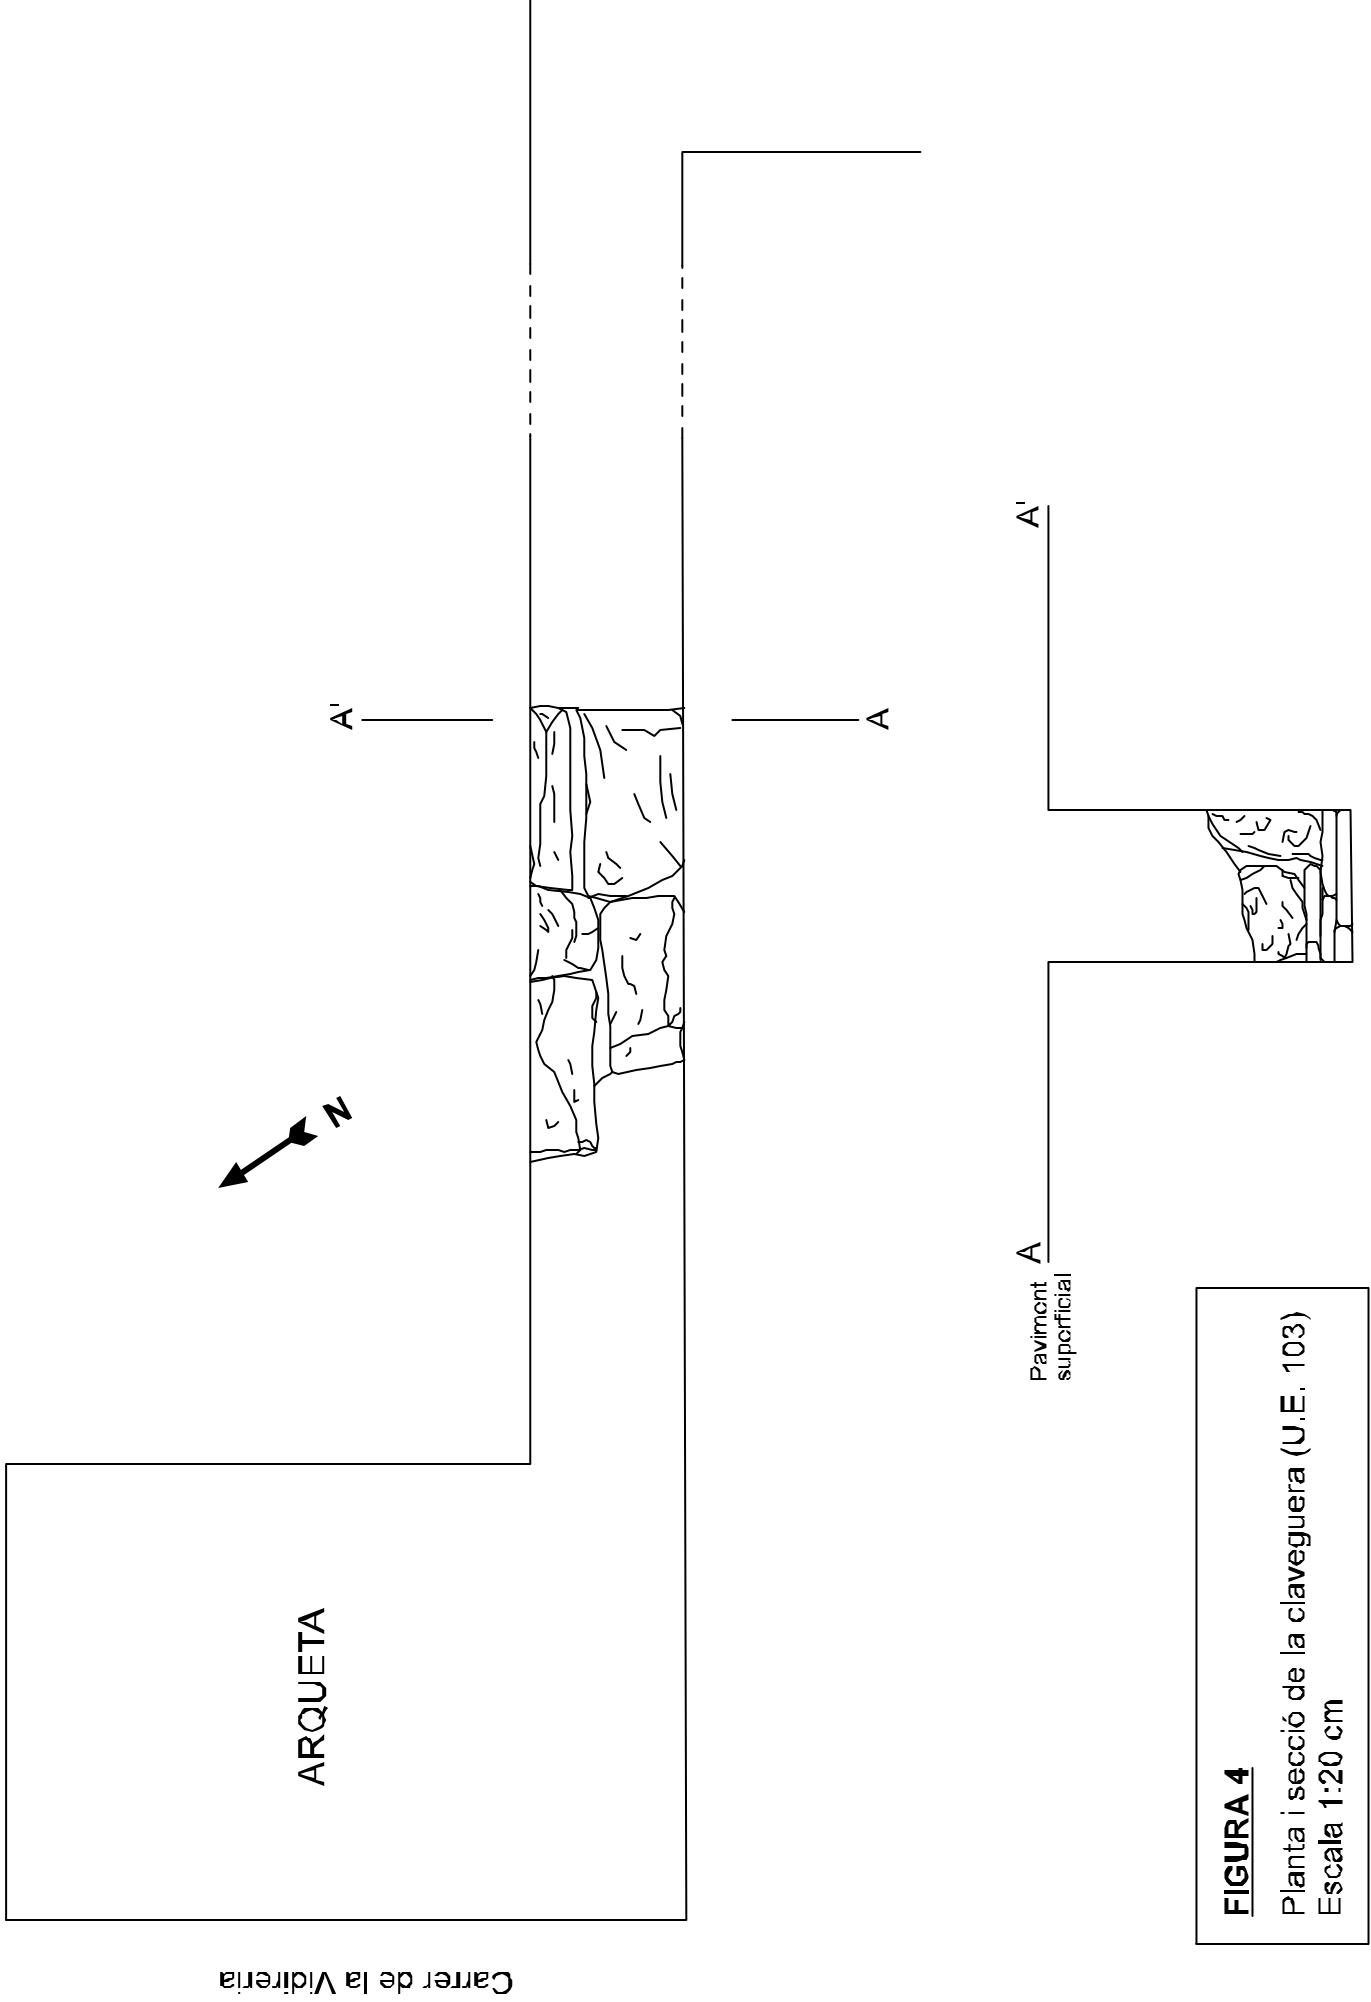 A'
A
N
ARQUETA
Carrer de la Vidrieria
A'
A
Paviment
superficial
FIGURA 4
Planta i secció de la claveguera (U.E. 103)
Escala 1:20 cm